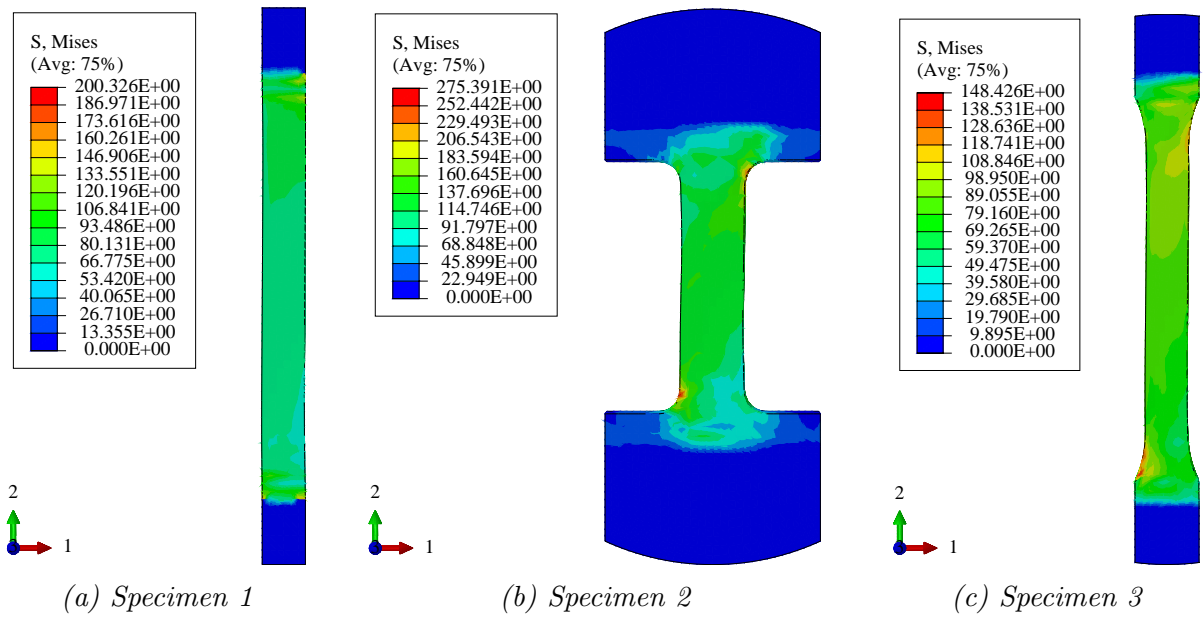 S, Mises
(Avg: 75%)
200.326E+00
186.971E+00
173.616E+00
160.261E+00
146.906E+00
133.551E+00
120.196E+00
106.841E+00
93.486E+00
80.131E+00
66.775E+00
53.420E+00
40.065E+00
26.710E+00
13.355E+00
0.000E+00
2
1
(a) Specimen 1
S, Mises
(Avg: 75%)
275.391E+00
252.442E+00
229.493E+00
206.543E+00
183.594E+00
160.645E+00
137.696E+00
114.746E+00
91.797E+00
68.848E+00
45.899E+00
22.949E+00
0.000E+00
2
1
(b) Specimen 2
S, Mises
(Avg: 75%)
148.426E+00
138.531E+00
128.636E+00
118.741E+00
108.846E+00
98.950E+00
89.055E+00
79.160E+00
69.265E+00
59.370E+00
49.475E+00
39.580E+00
29.685E+00
19.790E+00
9.895E+00
0.000E+00
2
1
(c) Specimen 3